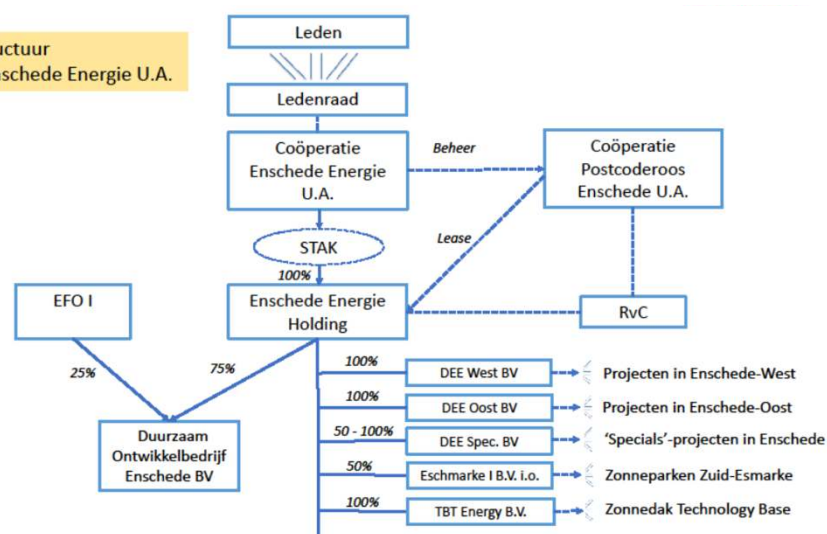 uctuur
nschede Energie U.A.
Leden
Ledenraad
Coöperatie
Enschede Energie
U.A.
Beheer
Coöperatie
Postcoderoos
Enschede U.A.
STAK
Lease
100%
EFO I
Enschede Energie
Holding
RvC
25%
75%
Duurzaam
Ontwikkelbedrijf
Enschede BV
100%
DEE West BV
Projecten in Enschede-West
100%
DEE Oost BV
Projecten in Enschede-Oost
50 - 100%
DEE Spec. BV
‘Specials’-projecten in Enschede
50%
Eschmarke I B.V. i.o.
Zonneparken Zuid-Esmarke
100%
TBT Energy B.V.
Zonnedak Technology Base